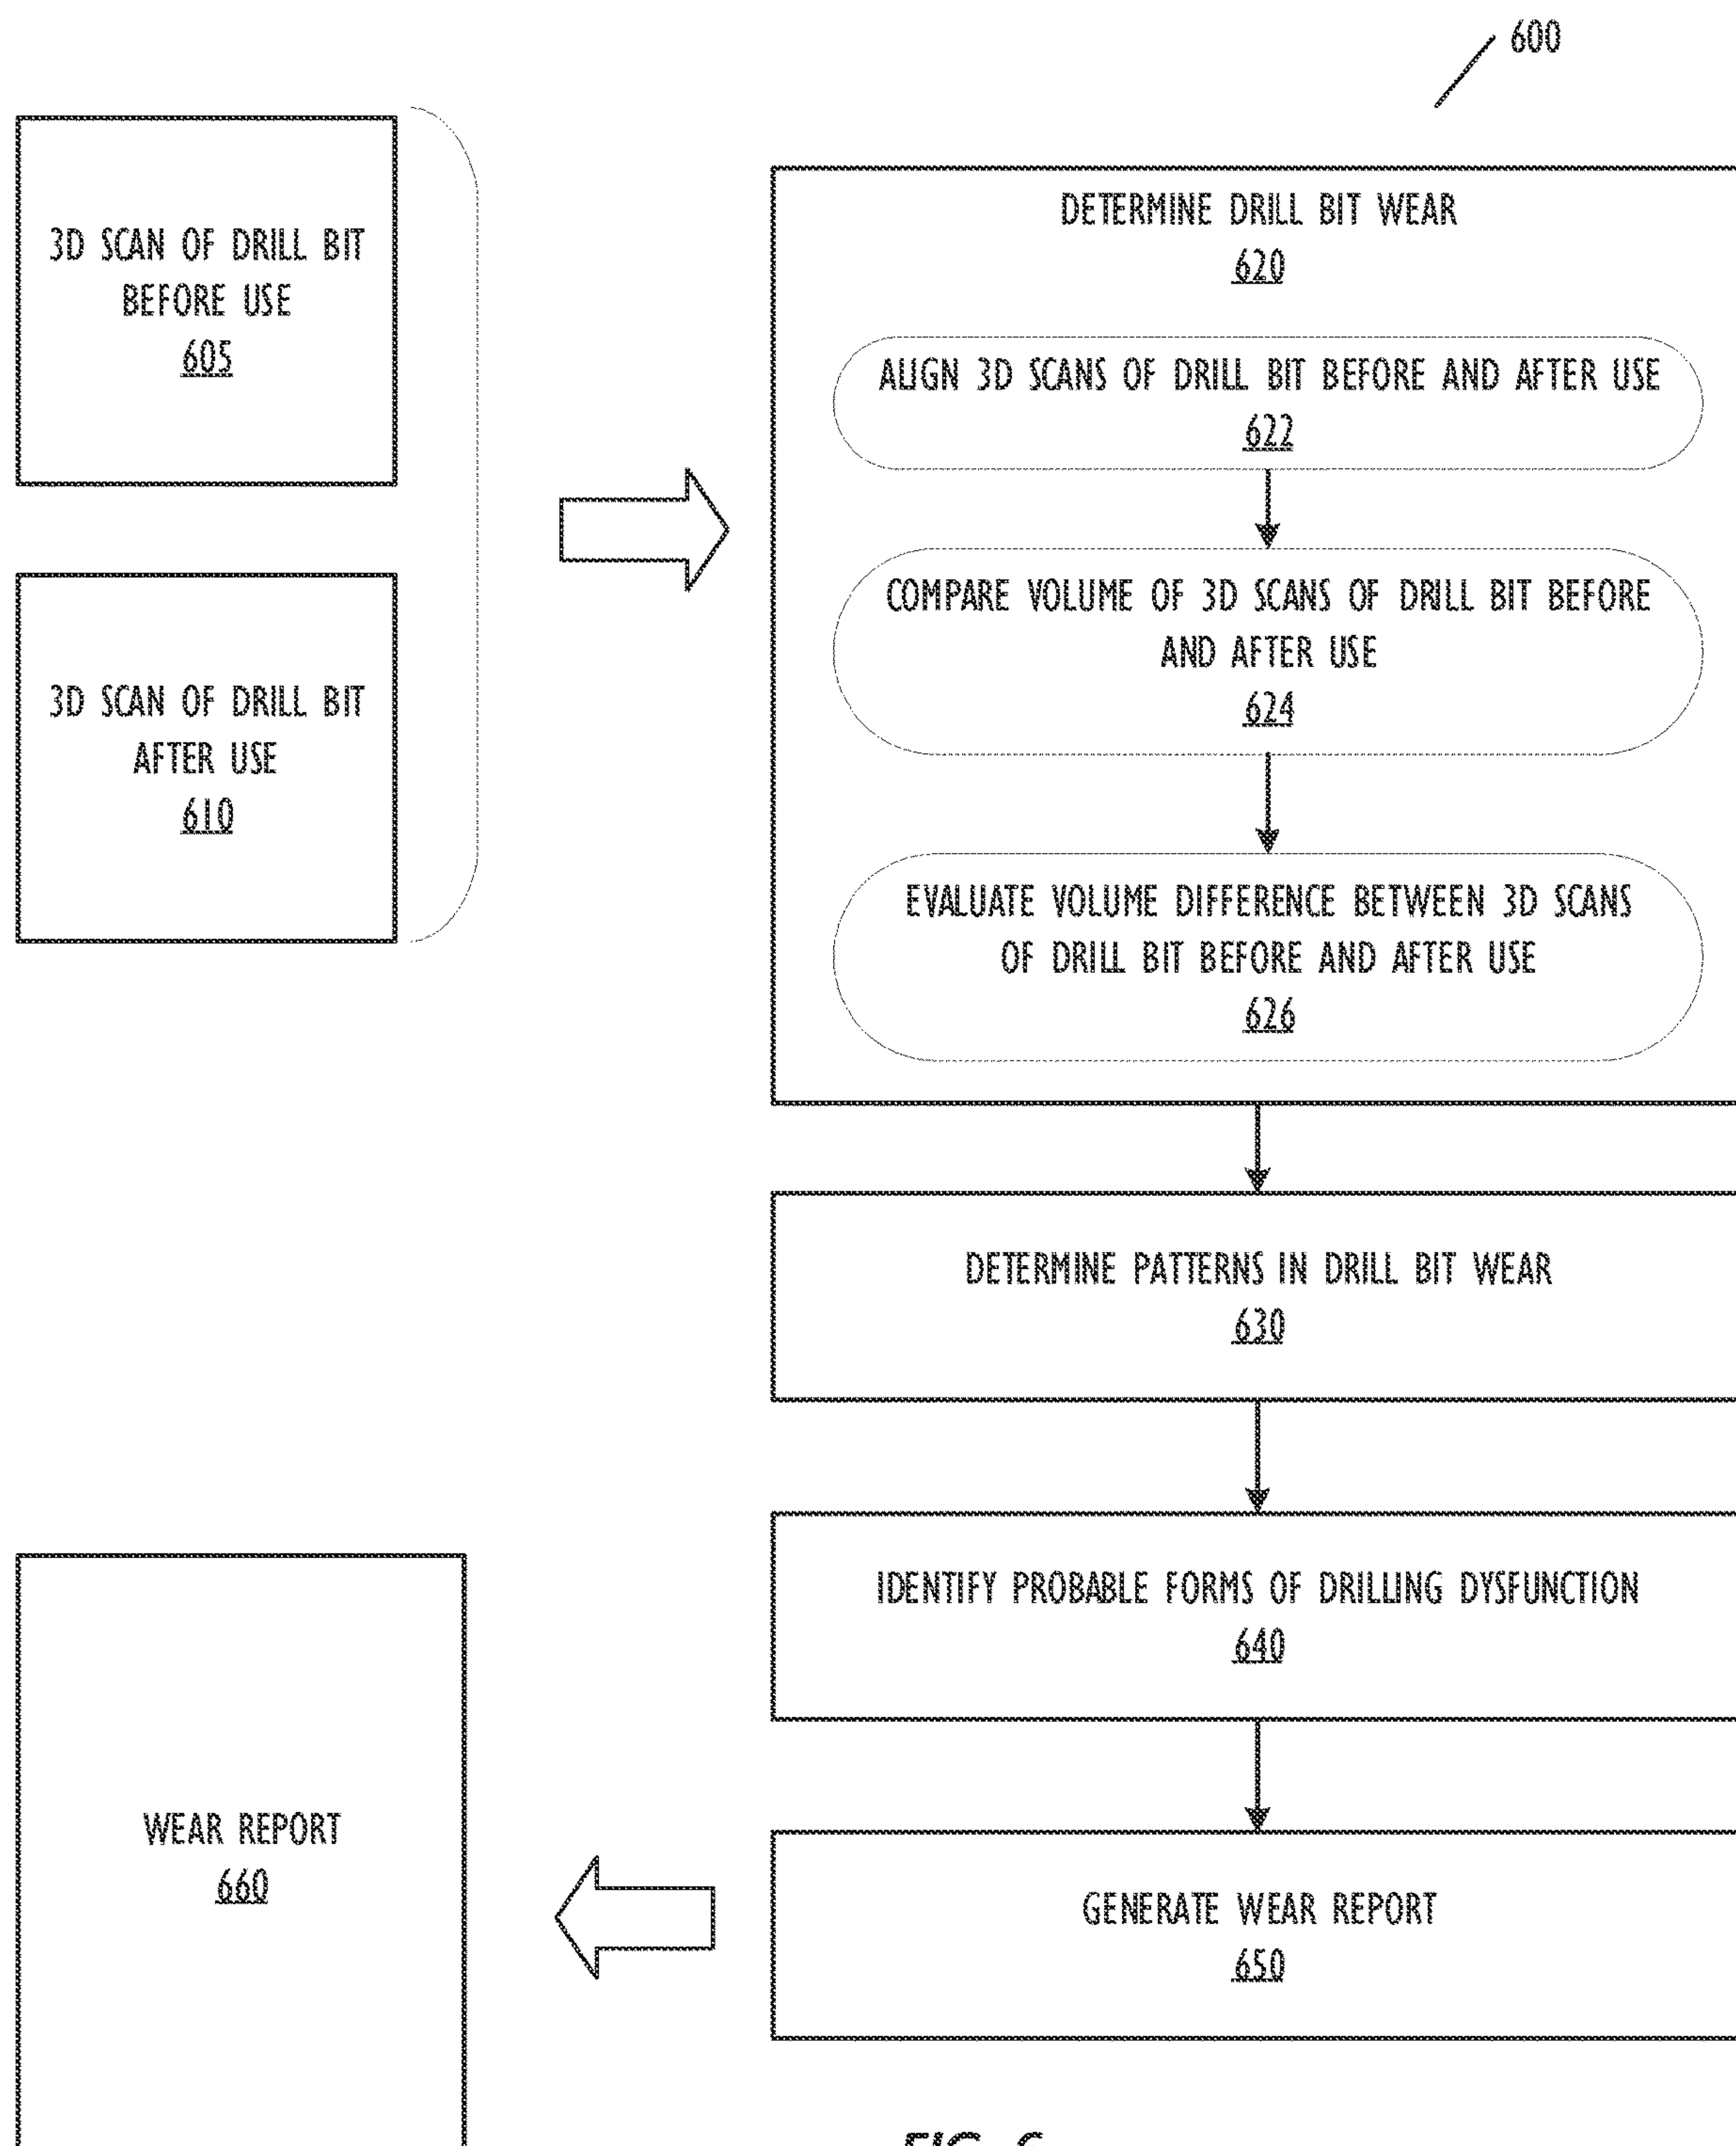 600
3D SCAN OF DRILL BIT
BEFORE USE
605
3D SCAN OF DRILL BIT
AFTER USE
610
DETERMINE DRILL BIT WEAR
620
ALIGN 3D SCANS OF DRILL BIT BEFORE AND AFTER USE
622
COMPARE VOLUME OF 3D SCANS OF DRILL BIT BEFORE
AND AFTER USE
624
EVALUATE VOLUME DIFFERENCE BETWEEN 3D SCANS
OF DRILL BIT BEFORE AND AFTER USE
626
DETERMINE PATTERNS IN DRILL BIT WEAR
630
IDENTIFY PROBABLE FORMS OF DRILLING DYSFUNCTION
640
GENERATE WEAR REPORT
650
WEAR REPORT
660